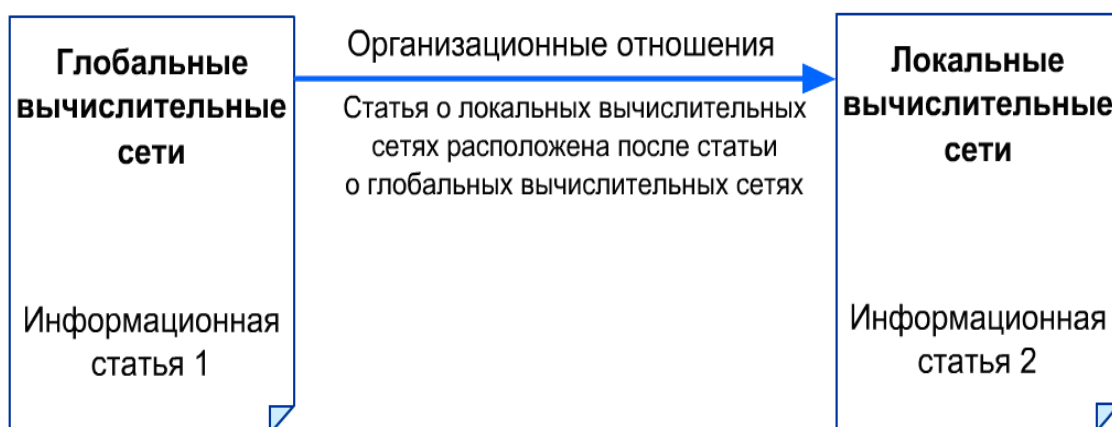 Глобальные
вычислительные
сети
Информационная
статья 1
Организационные отношения
Статья о локальных вычислительных
сетях расположена после статьи
о глобальных вычислительных сетях
Локальные
вычислительные
сети
Информационная
статья 2